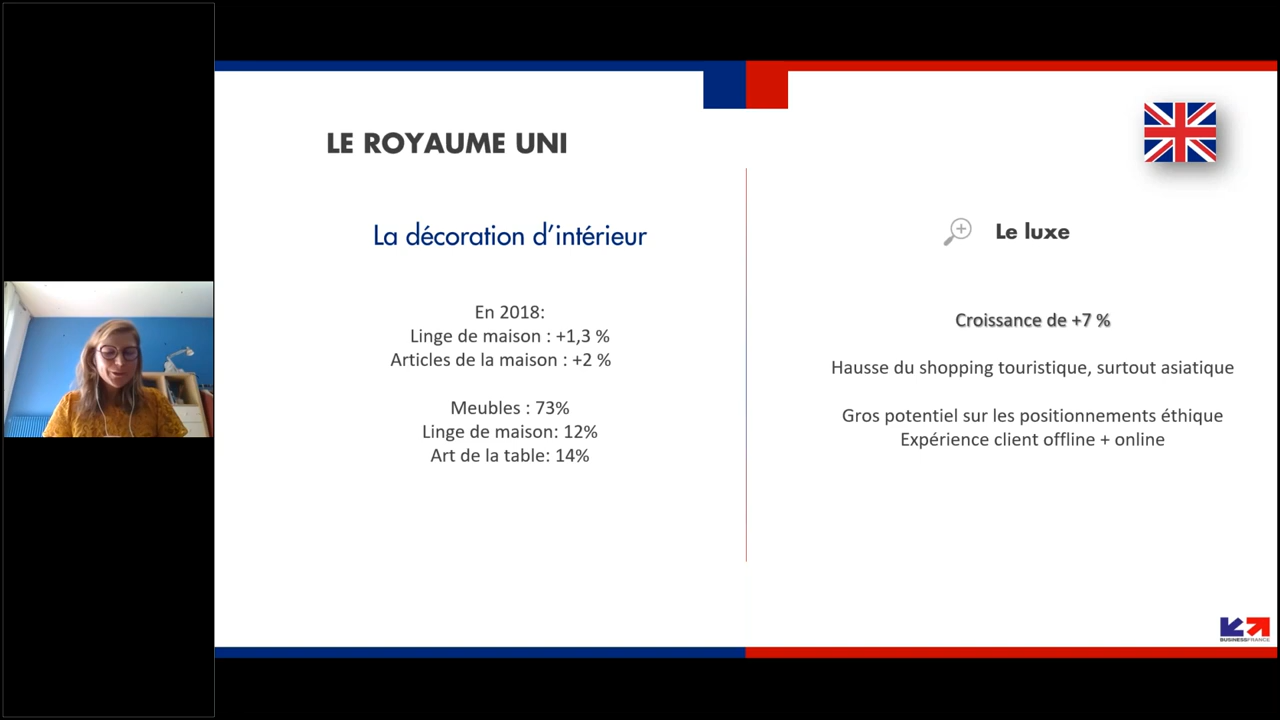 LE ROYAUME UNI
La décoration d'intérieur
En 2018:
Linge de maison : +1,3 %
Articles de la maison : +2 %
Meubles : 73%
Linge de maison: 12%
Art de la table: 14%
Le luxe
Croissance de +7 %
Hausse du shopping touristique, surtout asiatique
Gros potentiel sur les positionnements éthique
Expérience client offline + online
BUSINESSFRANCE